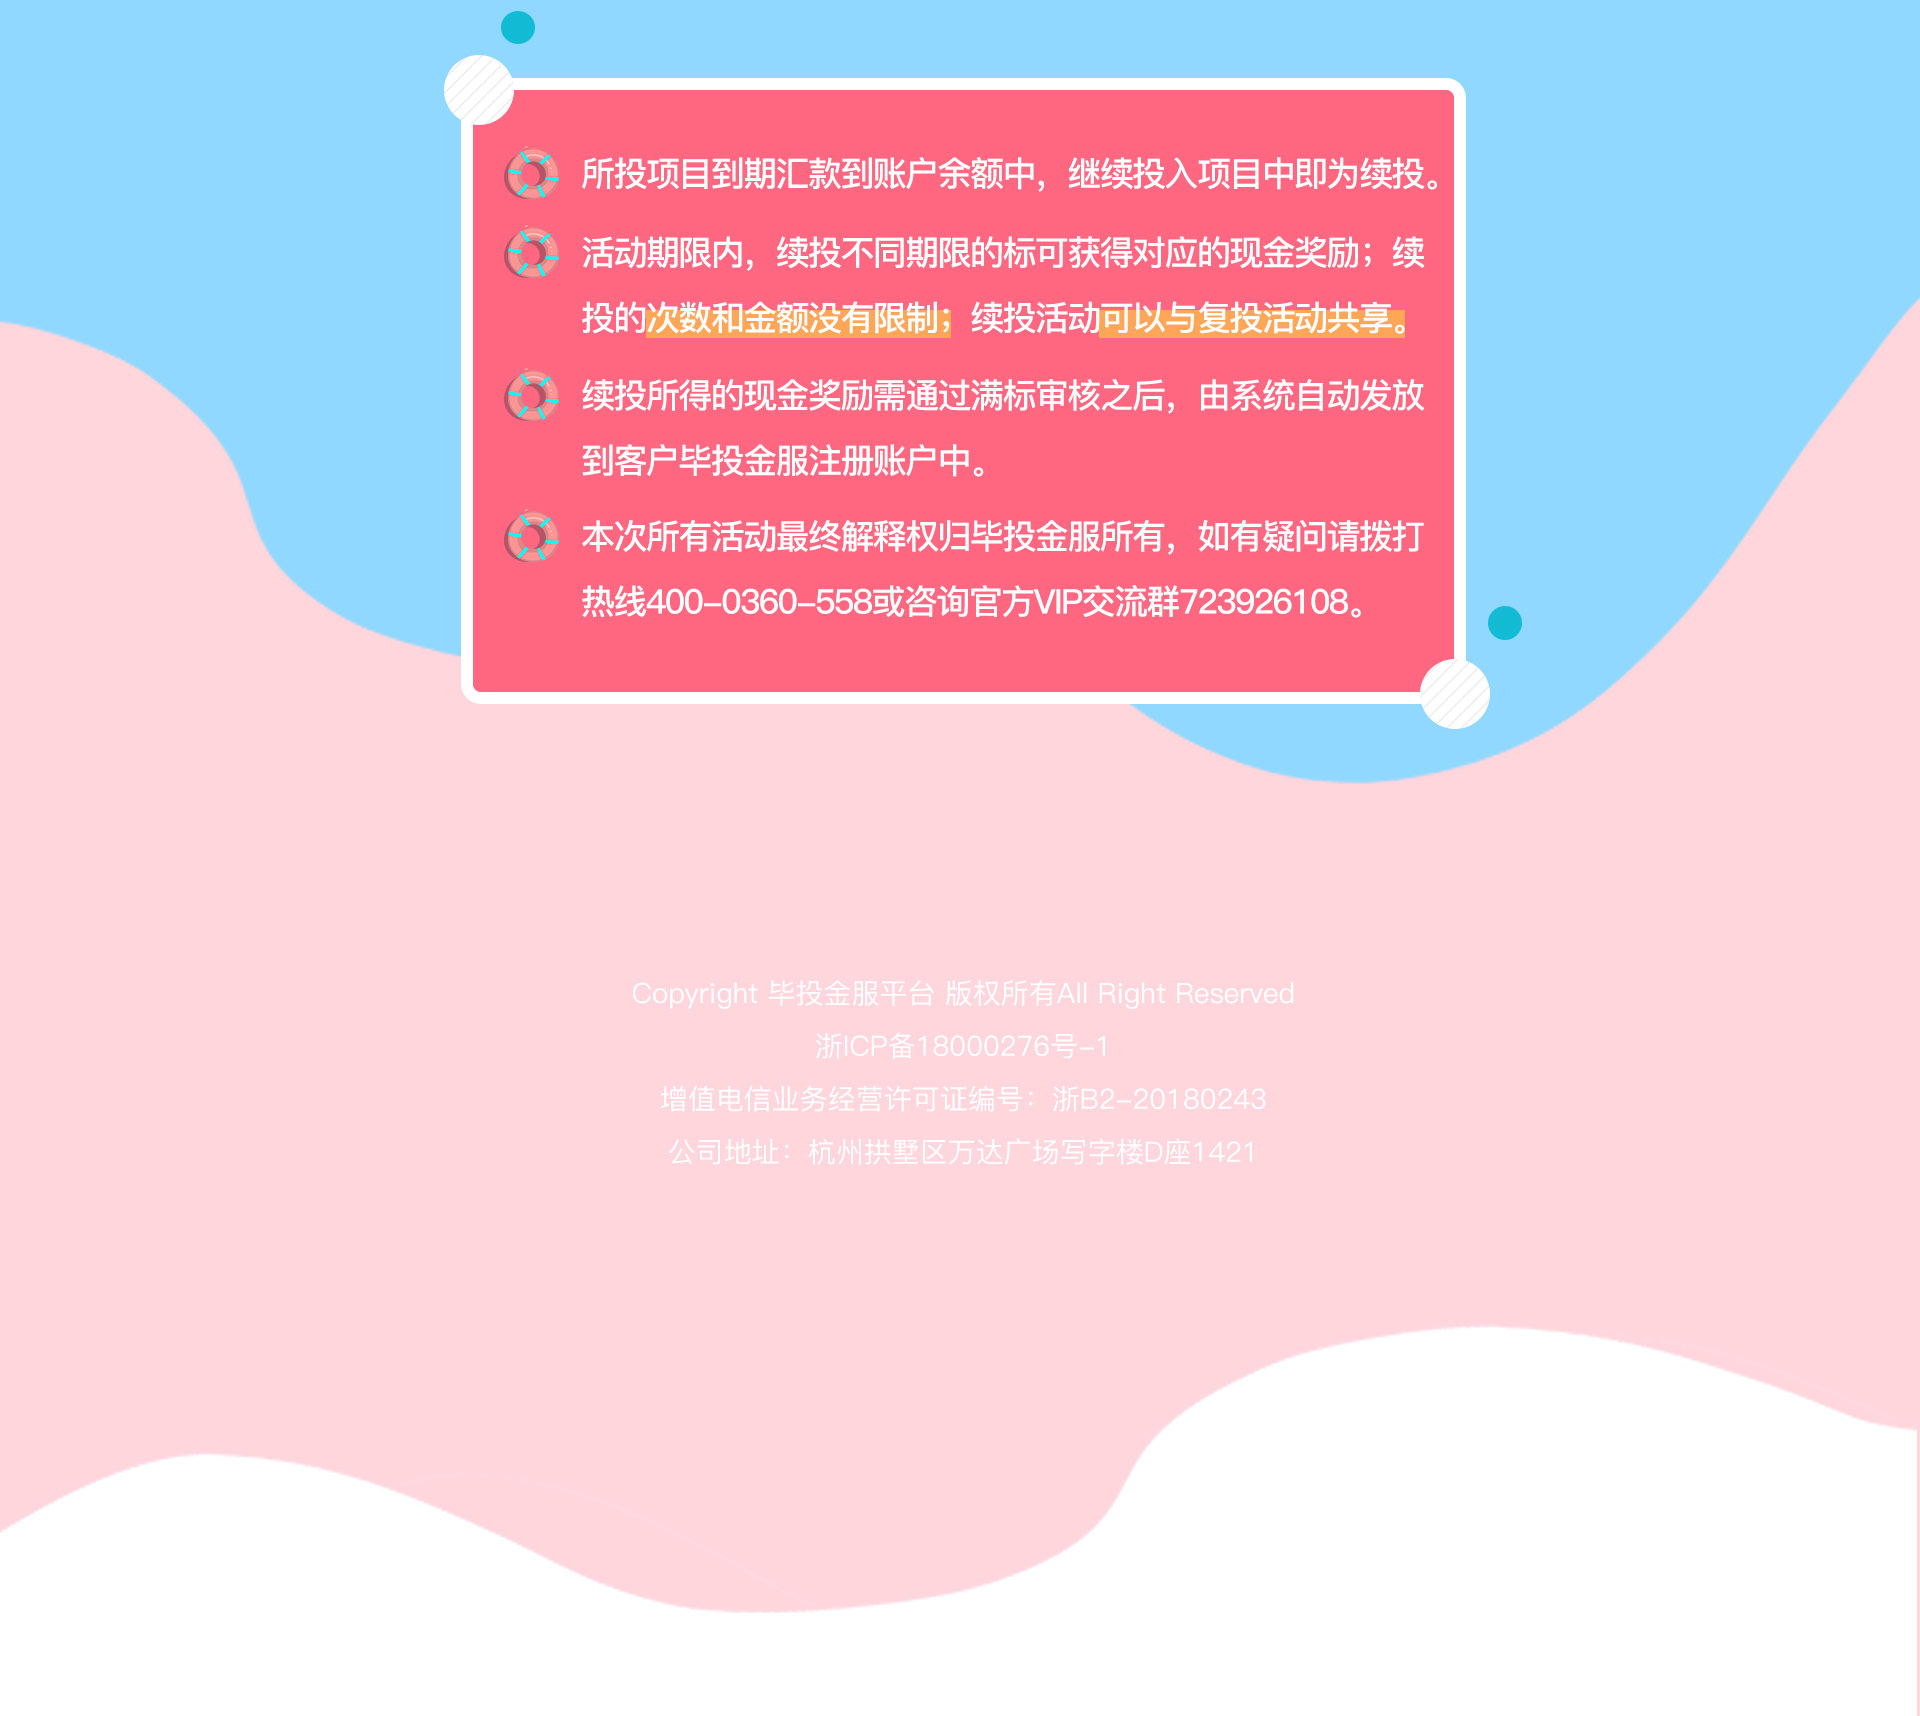 所投项目到期汇款到账户余额中，继续投入项目中即为续投。
活动期限内，续投不同期限的标可获得对应的现金奖励；续
投的次数和金额没有限制；续投活动可以与复投活动共享。
续投所得的现金奖励需通过满标审核之后，由系统自动发放
到客户毕投金服注册账户中。
本次所有活动最终解释权归毕投金服所有，如有疑问请拨打
热线400-0360-558或咨询官方VIP交流群723926108。
Copyright 毕投金服平台 版权所有All Right Reserved
浙ICP备18000276号-1
增值电信业务经营许可证编号：浙B2-20180243
公司地址：杭州拱墅区万达广场写字楼D座1421